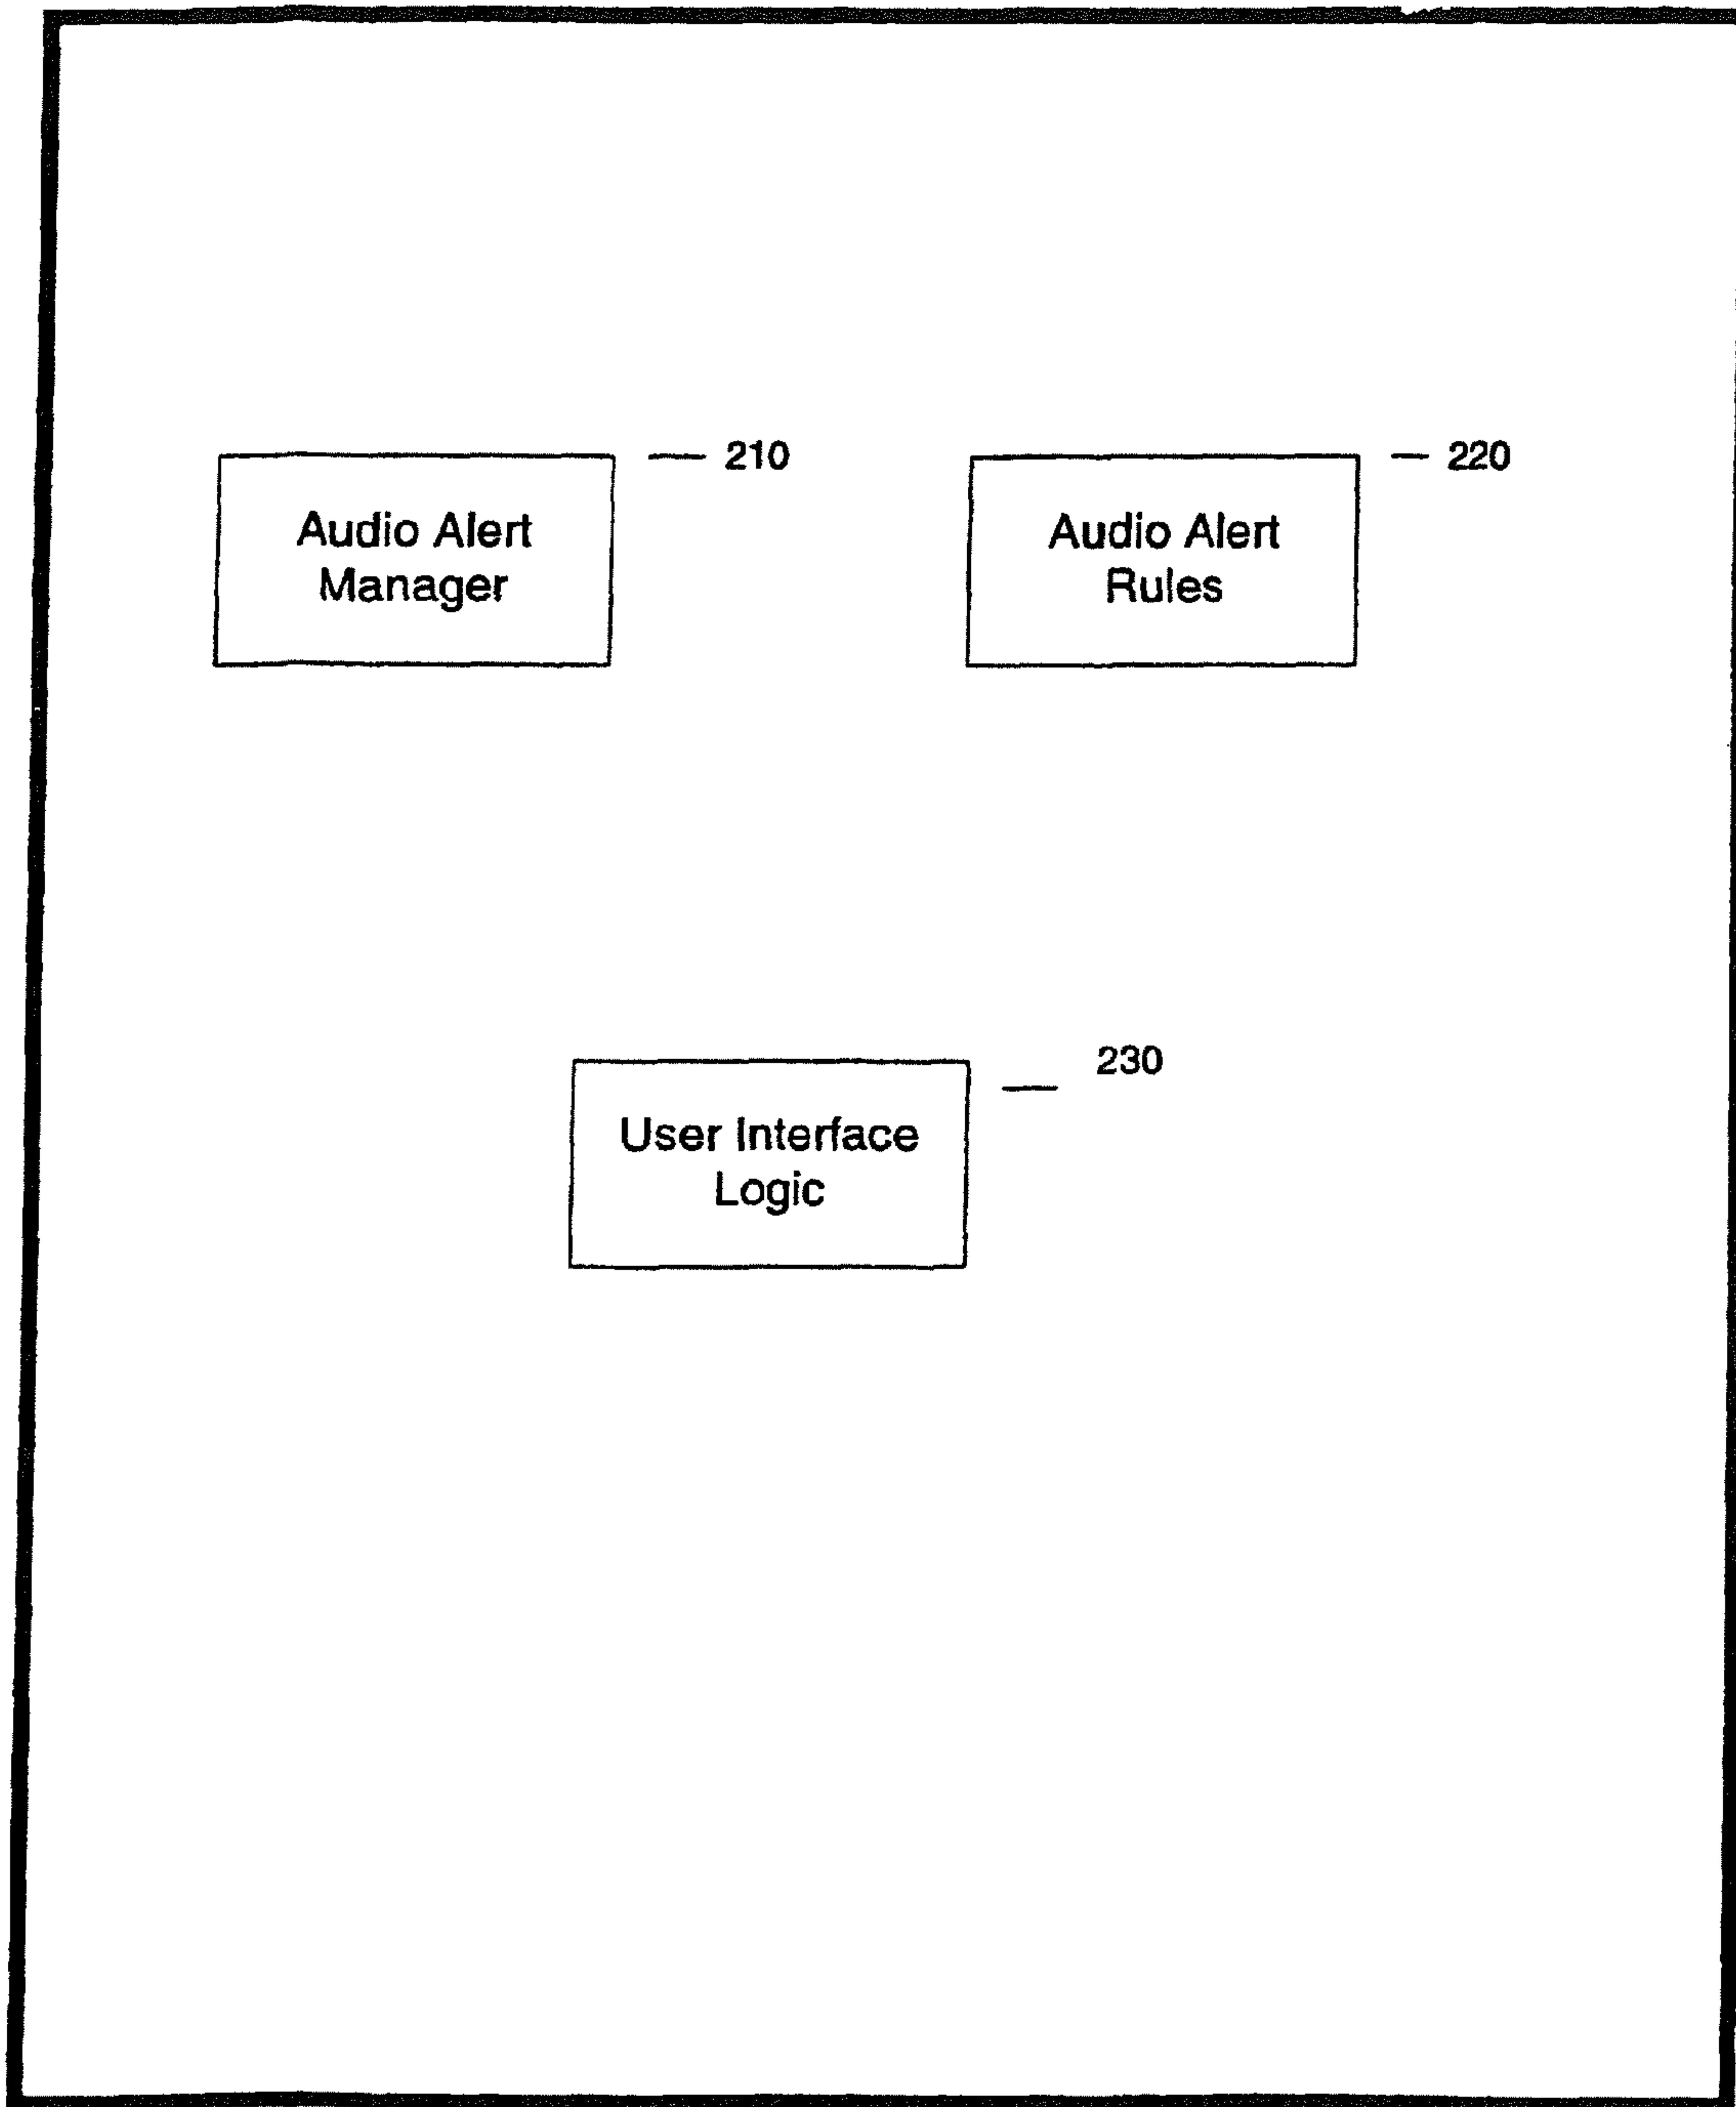 210
220
Audio Alert
Manager
Audio Alert
Rules
230
User Interface
Logic